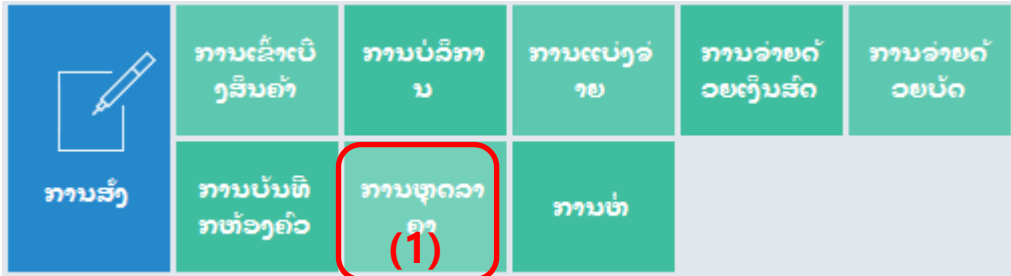 ການເຂົ້າເບິ່
ງສິນຄ້າ
ການບໍລິກາ
ນ
ການແບ່ງຈ່
າຍ
ການຈ່າຍດ້
ວຍເງິນສົດ
ການຈ່າຍດ້
ວຍບັດ
ການສັ່ງ
ການບັນທຶ
ກຫ້ອງຄົວ
ການຫຼຸດລາ
ຄາ
(1)
ການຫໍ່